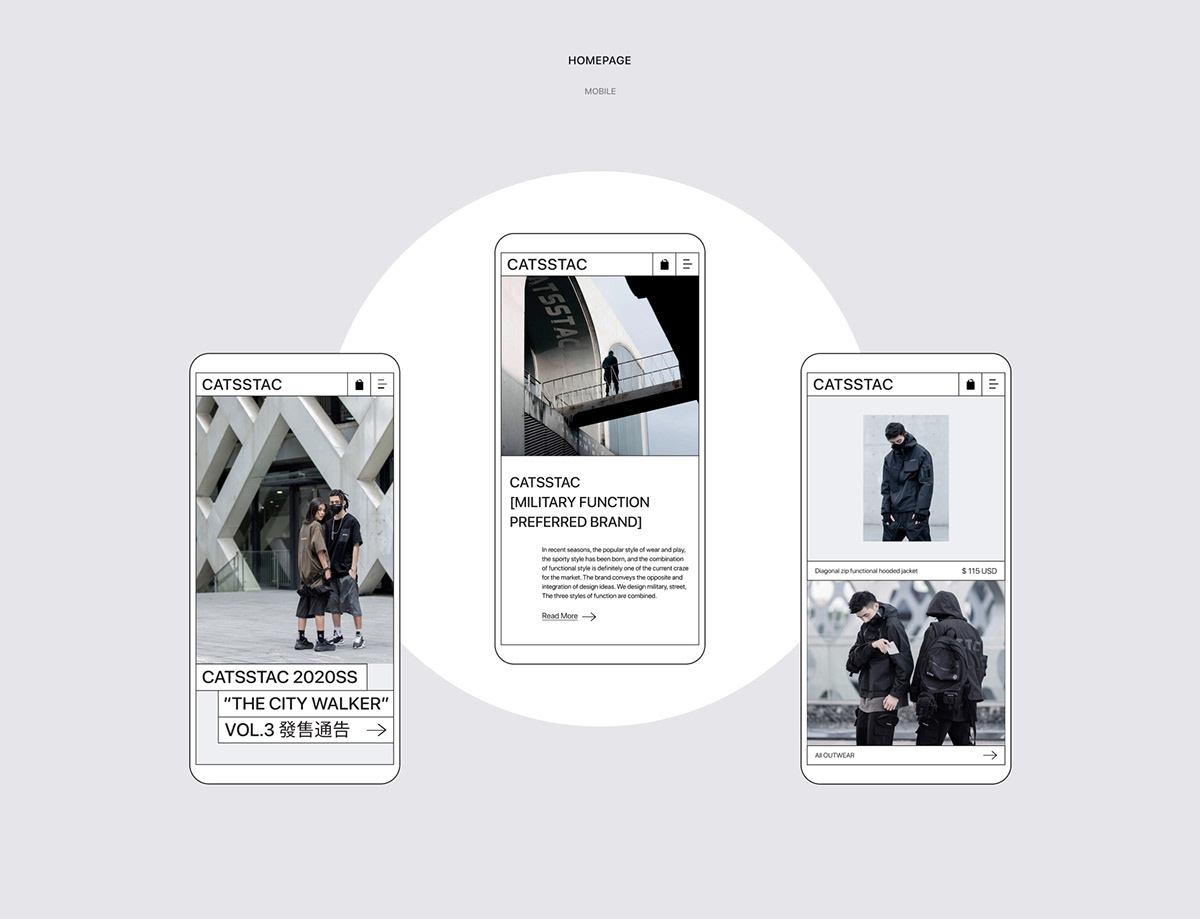 HOMEPAGE
MOBILE
CATSSTAC
CATSSTAC 2020SS
“THE CITY WALKER”
VOL.3 發售通告
CATSSTAC
ATSSTAC
CATSSTAC
[MILITARY FUNCTION
PREFERRED BRAND]
In recent seasons, the popular style of wear and play,
the sporty style has been born, and the combination
of functional style is definitely one of the current craze
for the market. The brand conveys the opposite and
integration of design ideas. We design military, street,
The three styles of function are combined.
Read More
CATSSTAC
Diagonal zip functional hooded jacket
$ 115 USD
All OUTWEAR